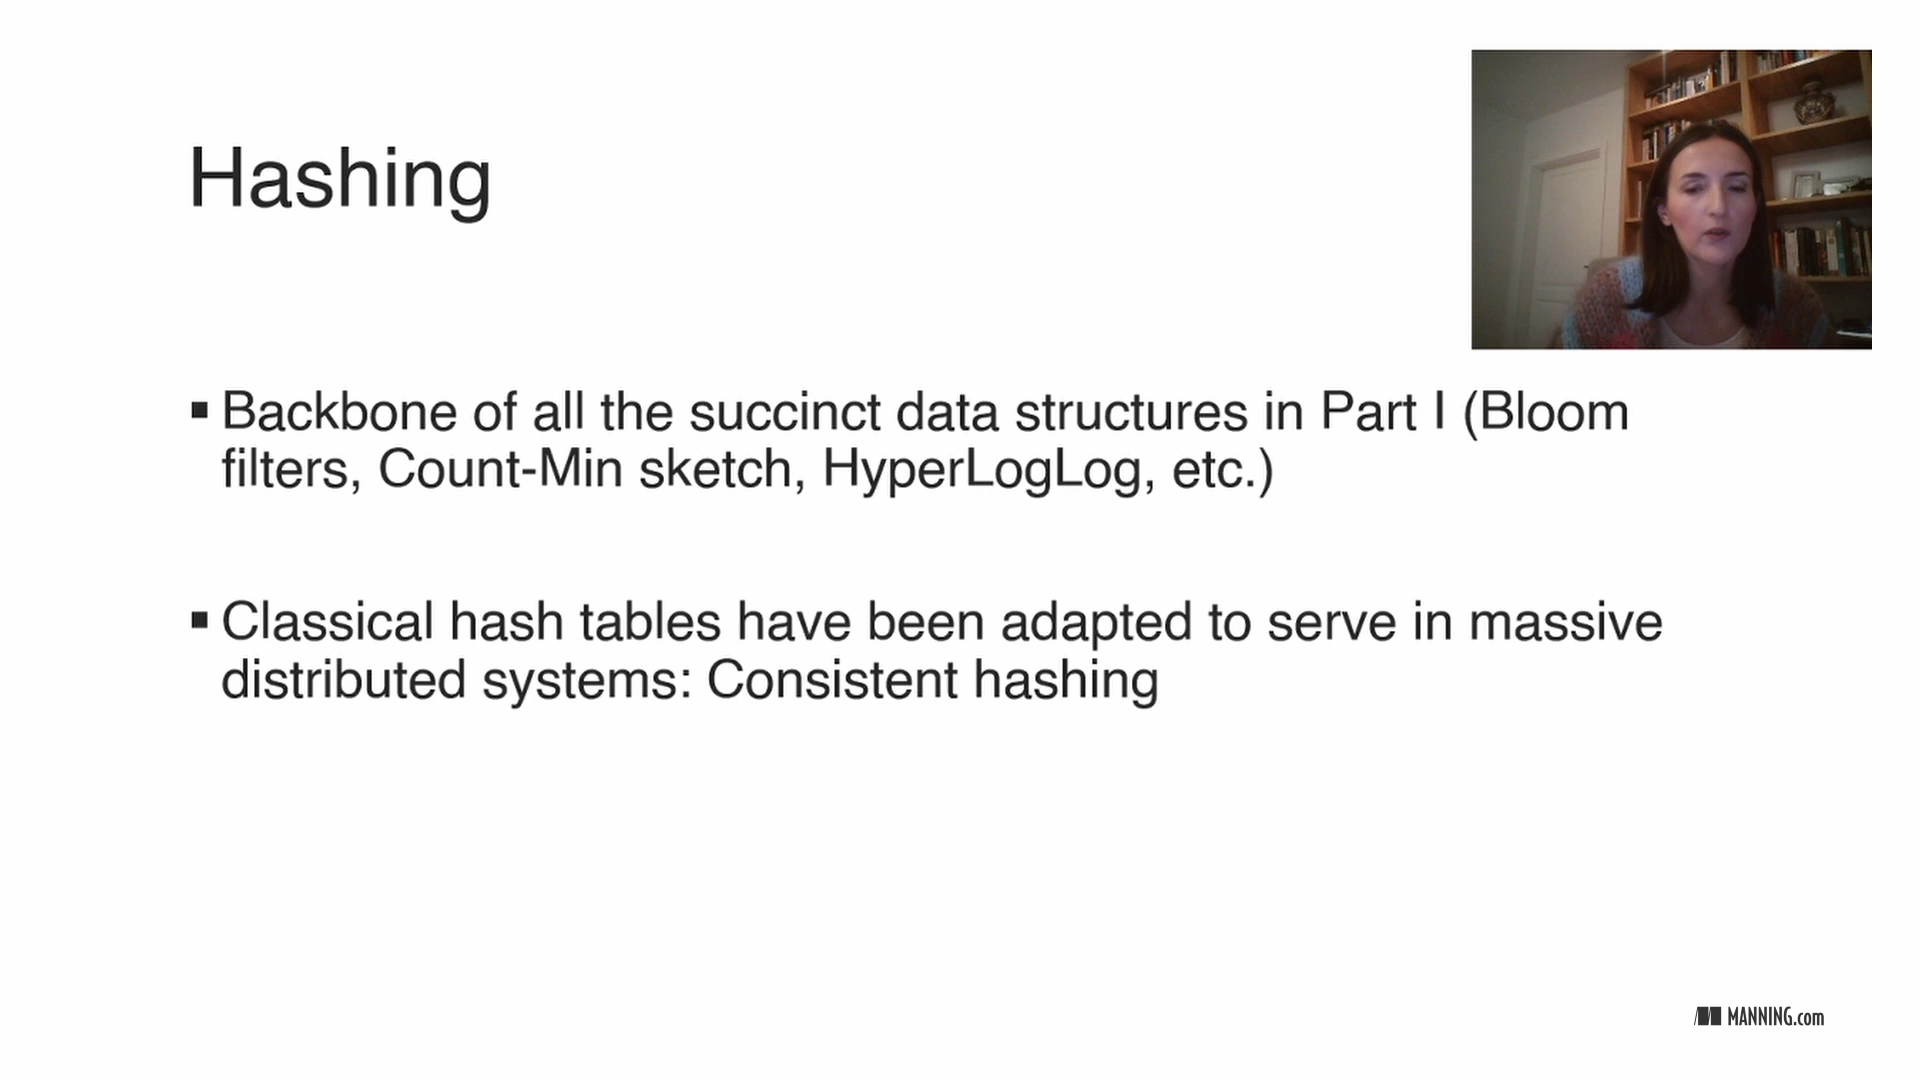 Hashing
▪ Backbone of all the succinct data structures in Part I (Bloom
filters, Count-Min sketch, HyperLogLog, etc.)
▪ Classical hash tables have been adapted to serve in massive
distributed systems: Consistent hashing
MANNING.com